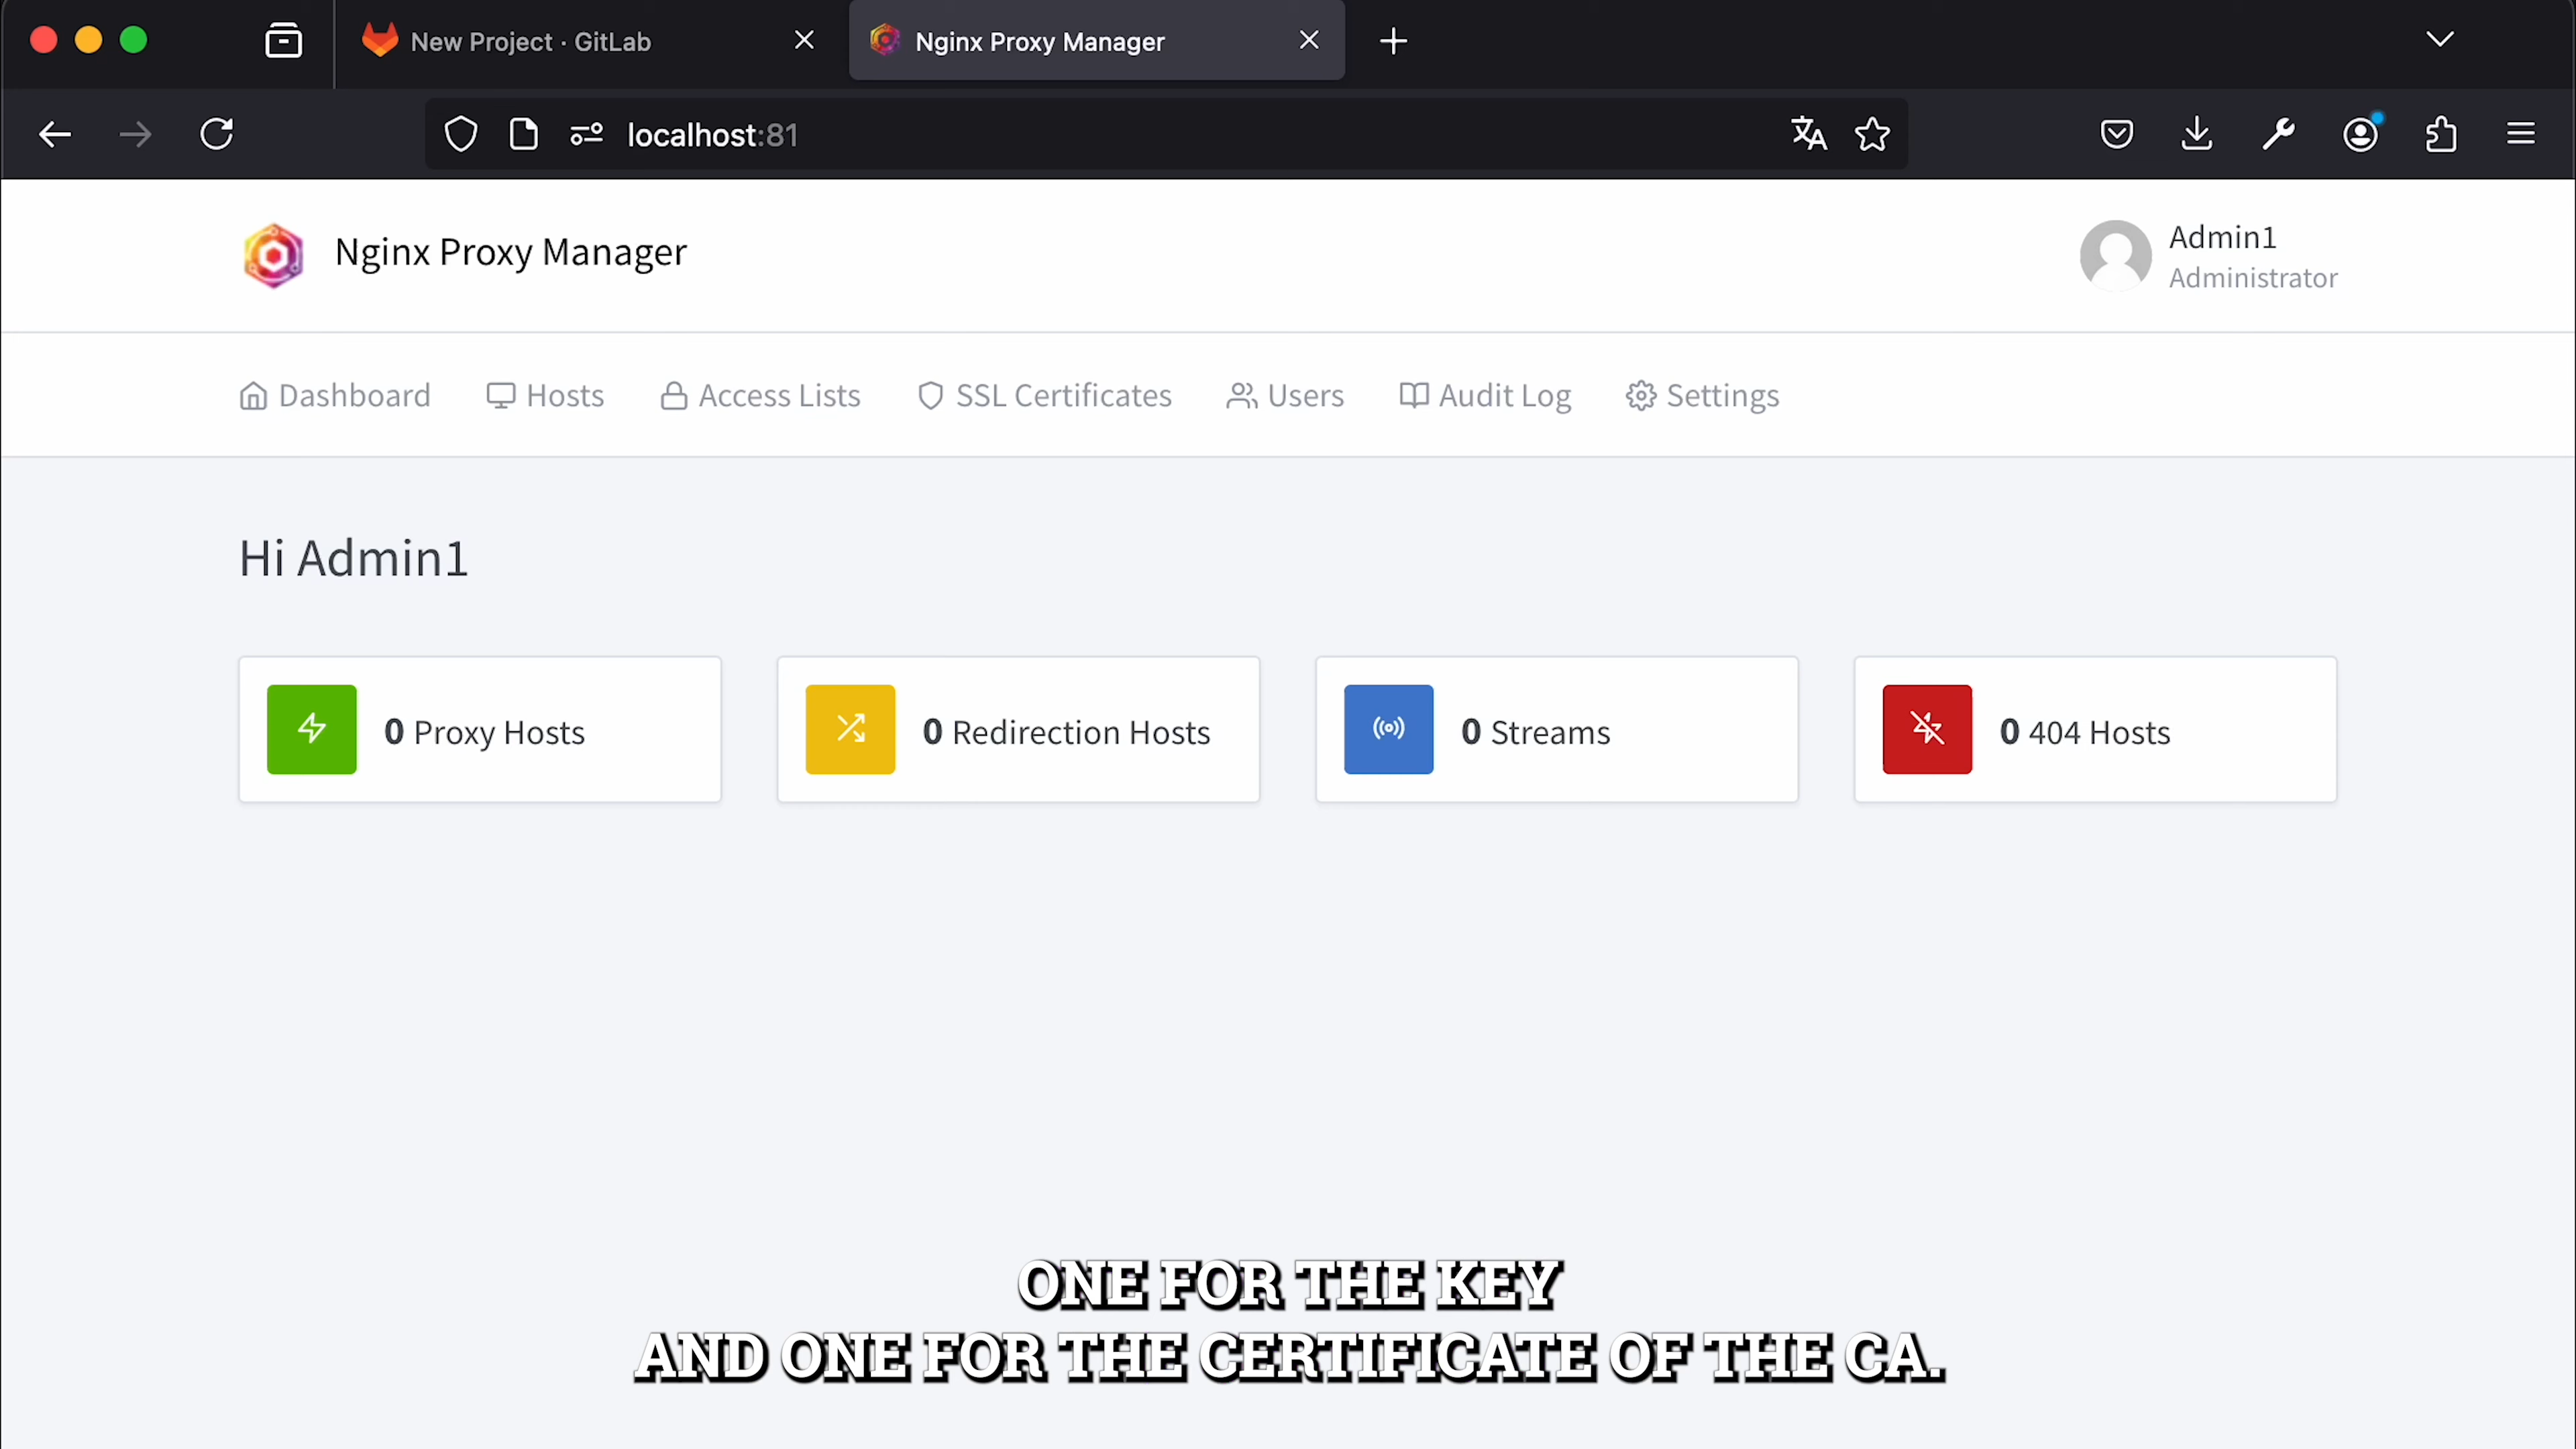 New Project · GitLab
Nginx Proxy Manager
localhost:81
Nginx Proxy Manager
Admin1
Administrator
Dashboard
Hosts
Access Lists
SSL Certificates
Users
Audit Log
Settings
Hi Admin1
0 Proxy Hosts
0 Redirection Hosts
0 Streams
0 404 Hosts
ONE FOR THE KEY
AND ONE FOR THE CERTIFICATE OF THE CA.